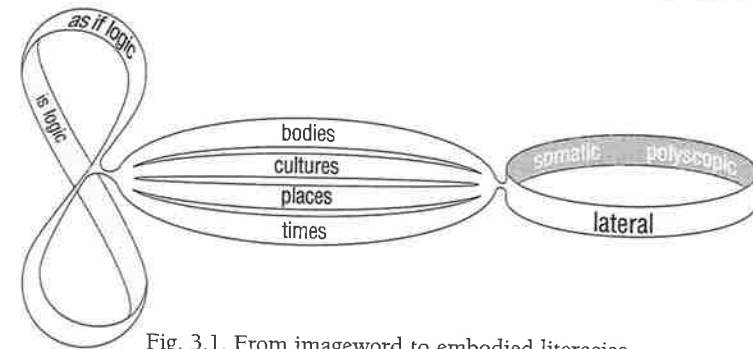 as if logic
is logic
bodies
cultures
places
times
somatic polyscopic
lateral
Fig. 3.1. From imageword to embodied literacies